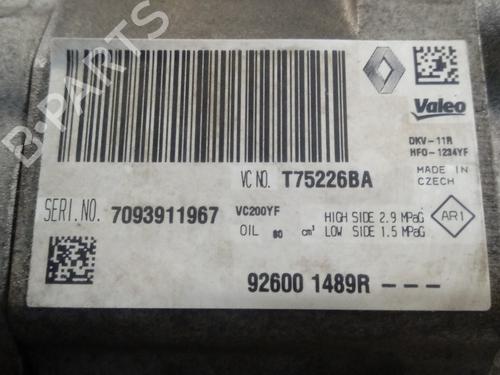 B-PARTS
Valeo
DKV-11R
HFO-1234YF
MADE IN
CZECH
VC NO. T75226BA
SERI.NO. 7093911967
VC200YF
OIL 80 cm³
HIGH SIDE 2.9 MPaG
LOW SIDE 1.5 MPaG
AR1
92600 1489R ---